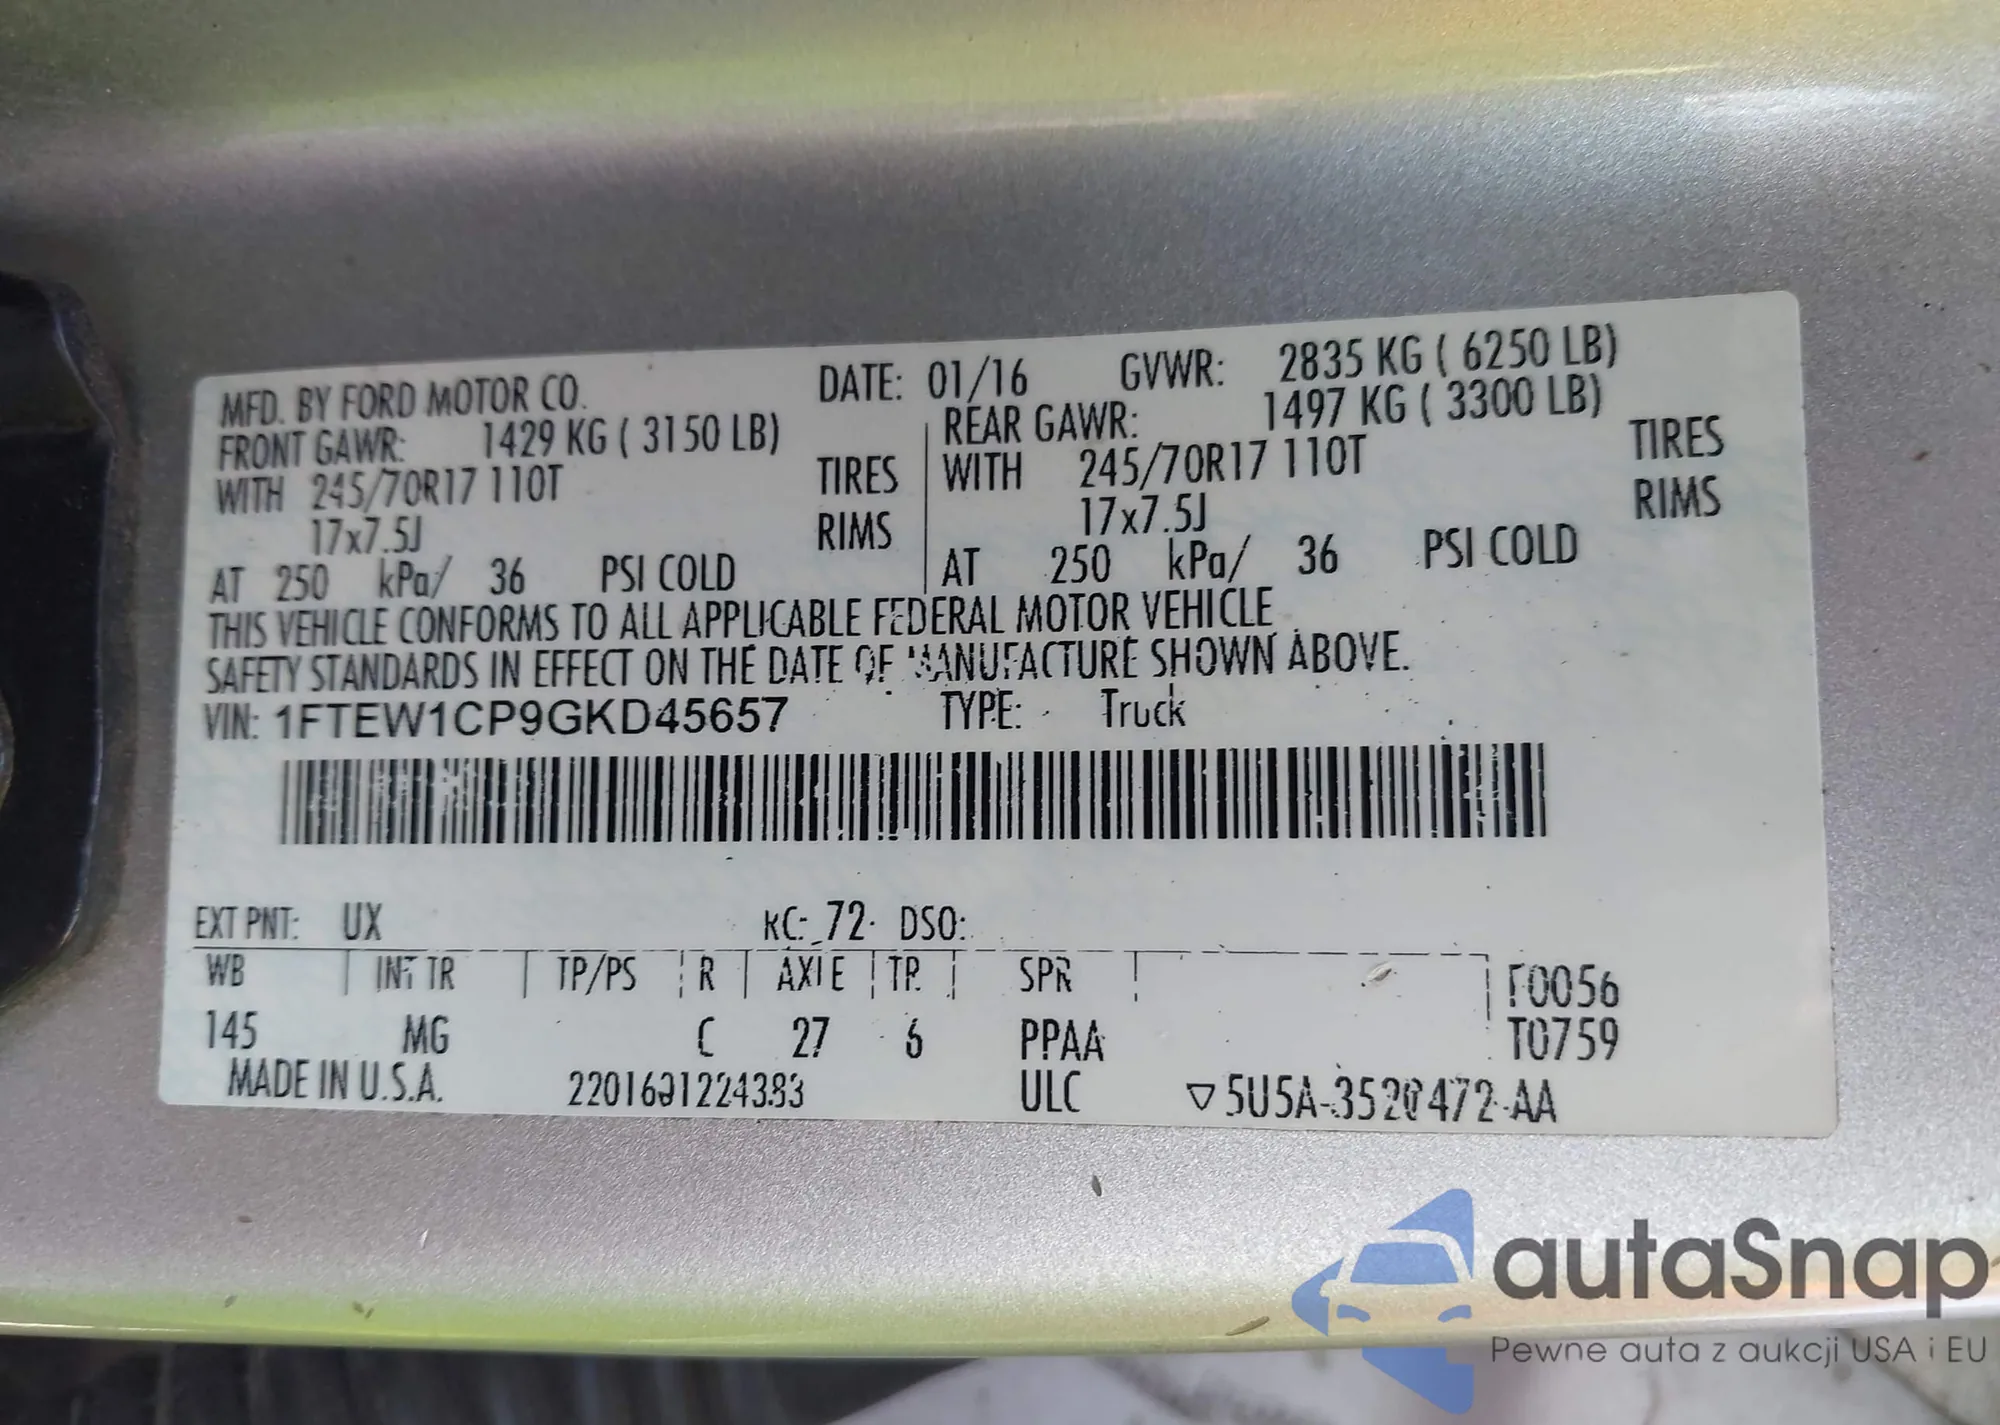 MFD. BY FORD MOTOR CO. DATE: 01/16 GVWR: 2835 KG ( 6250 LB)
FRONT GAWR: 1429 KG ( 3150 LB) REAR GAWR: 1497 KG ( 3300 LB)
WITH 245/70R17 110T TIRES WITH 245/70R17 110T TIRES
17x7.5J RIMS 17x7.5J RIMS
AT 250 kPa/ 36 PSI COLD AT 250 kPa/ 36 PSI COLD
THIS VEHICLE CONFORMS TO ALL APPLICABLE FEDERAL MOTOR VEHICLE
SAFETY STANDARDS IN EFFECT ON THE DATE OF MANUFACTURE SHOWN ABOVE.
VIN: 1FTEW1CP9GKD45657 TYPE: Truck
EXT PNT: UX RC: 72 DSO:
WB INT TR TP/PS R AXLE TR SPR
145 MG C 27 6 PPAA
F0056
T0759
MADE IN U.S.A. ULC
autaSnap
Pewne auta z aukcji USA i EU